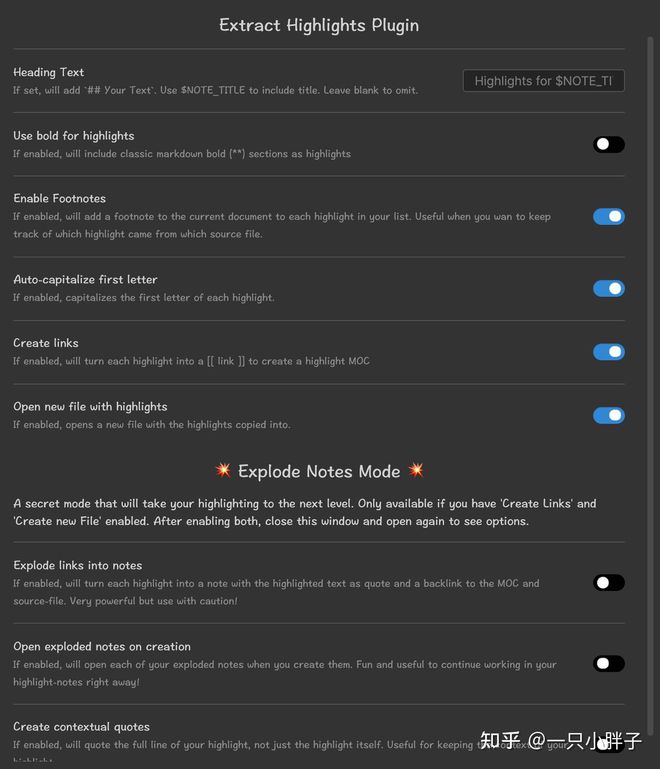 Extract Highlights Plugin
Heading Text
If set, will add `## Your Text`. Use $NOTE_TITLE to include title. Leave blank to omit.
Highlights for $NOTE_TI
Use bold for highlights
If enabled, will include classic markdown bold (**) sections as highlights
Enable Footnotes
If enabled, will add a footnote to the current document to each highlight in your list. Useful when you wan to keep
track of which highlight came from which source file.
Auto-capitalize first letter
If enabled, capitalizes the first letter of each highlight.
Create links
If enabled, will turn each highlight into a [[ link ]] to create a highlight MOC
Open new file with highlights
If enabled, opens a new file with the highlights copied into.
💥 Explode Notes Mode 💥
A secret mode that will take your highlighting to the next level. Only available if you have 'Create Links' and
'Create new File' enabled. After enabling both, close this window and open again to see options.
Explode links into notes
If enabled, will turn each highlight into a note with the highlighted text as quote and a backlink to the MOC and
source-file. Very powerful but use with caution!
Open exploded notes on creation
If enabled, will open each of your exploded notes when you create them. Fun and useful to continue working in your
highlight-notes right away!
Create contextual quotes
If enabled, will quote the full line of your highlight, not just the highlight itself. Useful for keeping
知乎 @一只小胖子